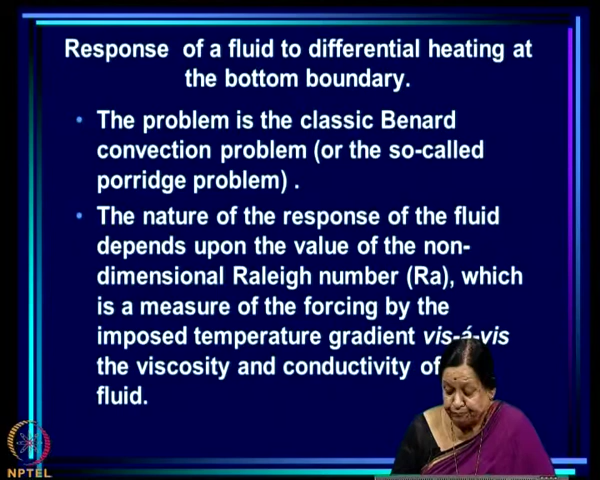 Response of a fluid to differential heating at
the bottom boundary.
• The problem is the classic Benard
convection problem (or the so-called
porridge problem) .
• The nature of the response of the fluid
depends upon the value of the non-
dimensional Raleigh number (Ra), which
is a measure of the forcing by the
imposed temperature gradient vis-á-vis
the viscosity and conductivity of
fluid.
NPTEL